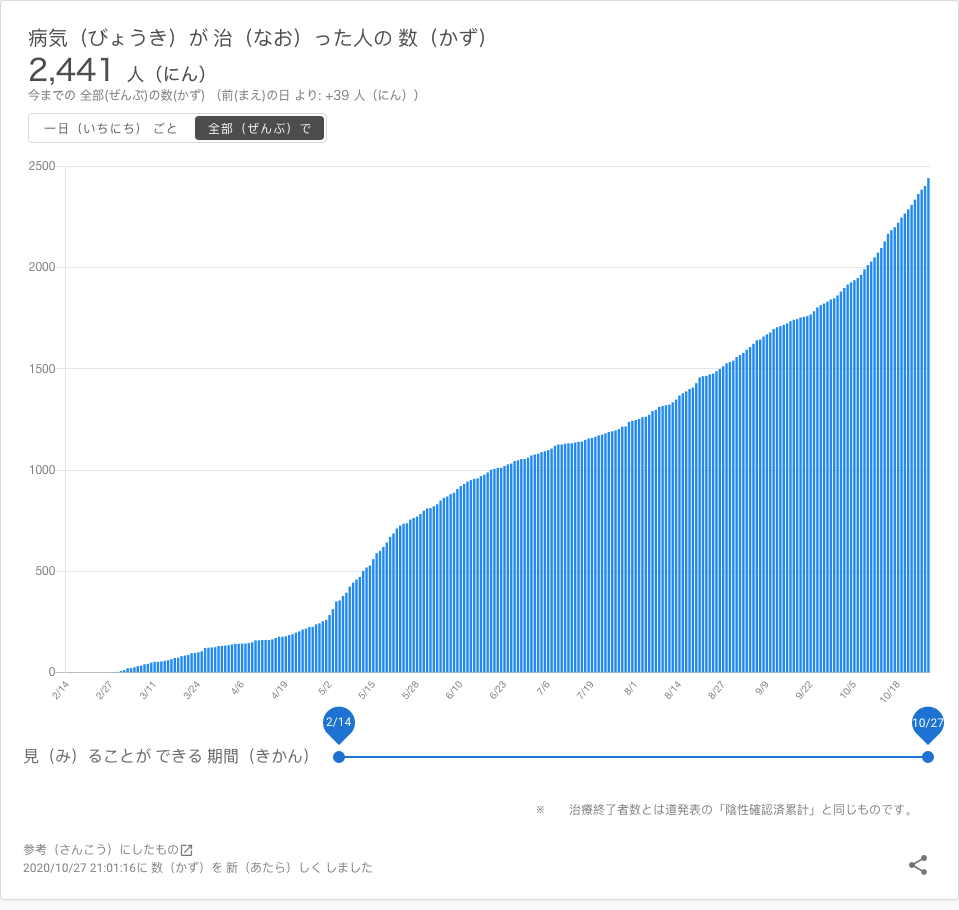 病気（びょうき）が 治（なお）った人の 数（かず）
2,441 人（にん）
今までの 全部(ぜんぶ)の数(かず) （前(まえ)の日 より: +39 人（にん））
一日（いちにち） ごと 全部（ぜんぶ）で
2500
2000
1500
1000
500
0
2/14 2/27 3/11 3/24 4/6 4/19 5/2 5/15 5/28 6/10 6/23 7/6 7/19 8/1 8/14 8/27 9/9 9/22 10/5 10/18
2/14 10/27
見（み）ることが できる 期間（きかん）
※ 治療終了者数とは道発表の「陰性確認済累計」と同じものです。
参考（さんこう）にしたもの
2020/10/27 21:01:16に 数（かず）を 新（あたら）しく しました